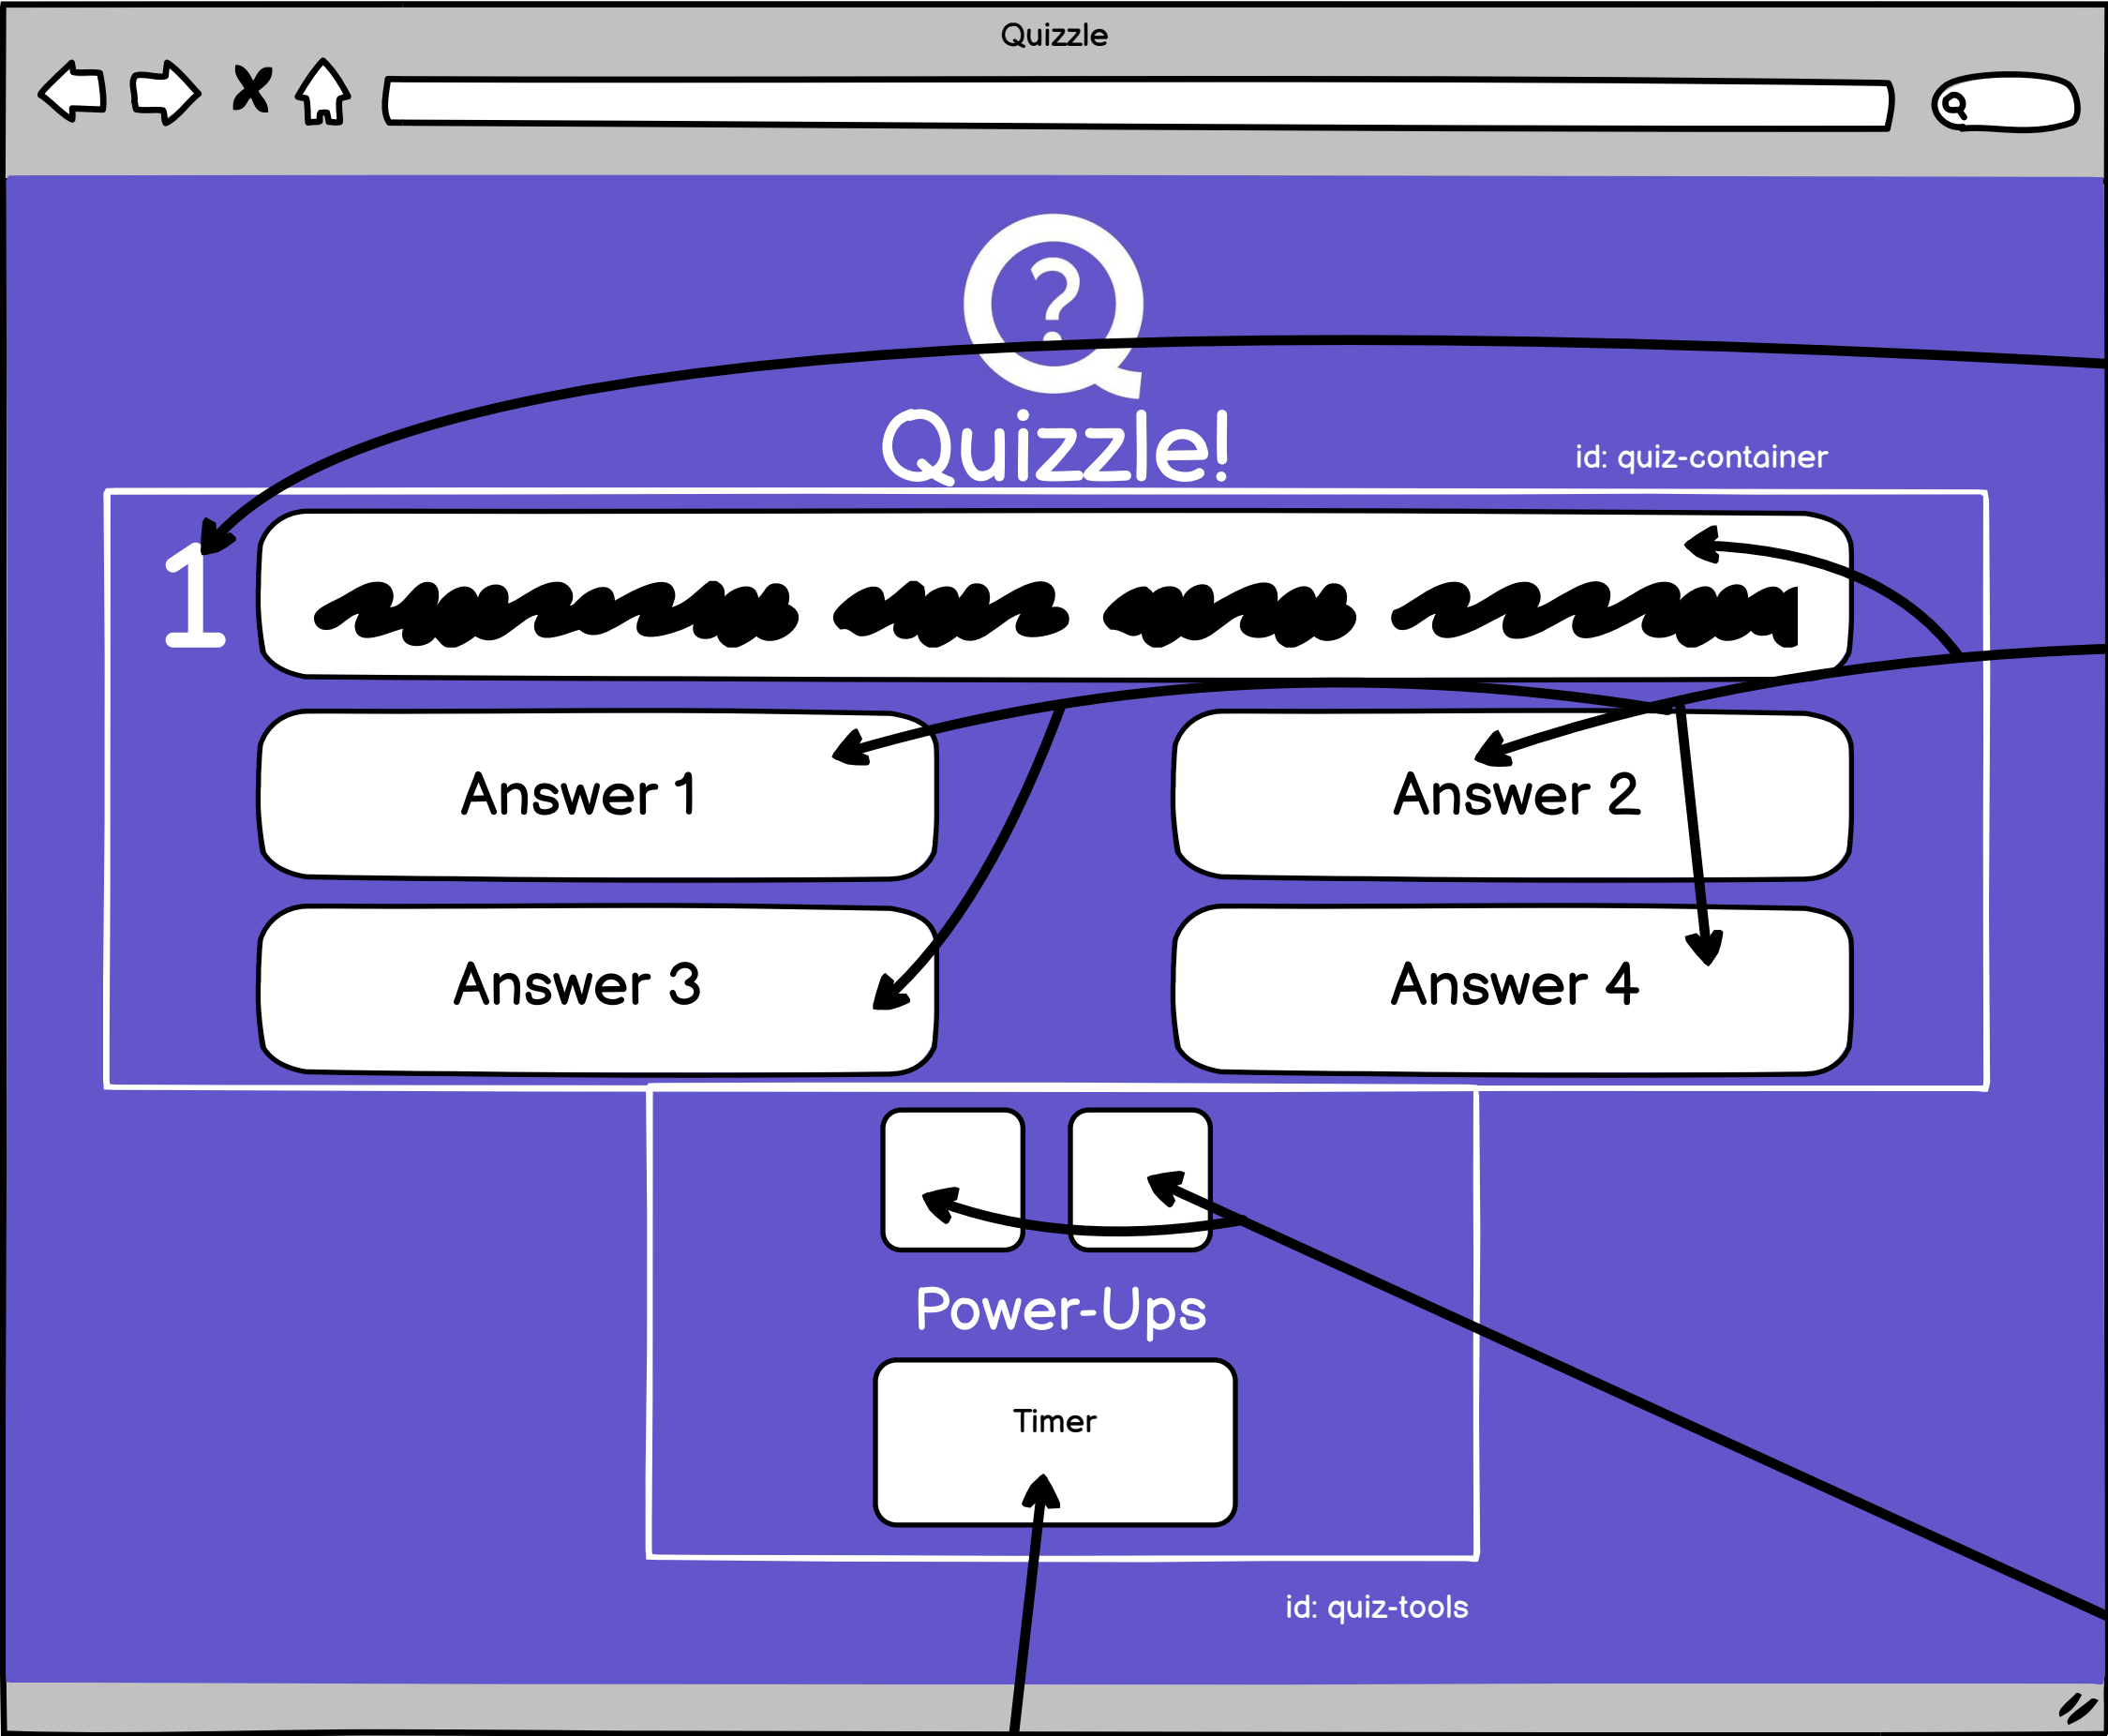 Quizzle
Q?
Quizzle!
id: quiz-container
1
Answer 1
Answer 2
Answer 3
Answer 4
Power-Ups
Timer
id: quiz-tools